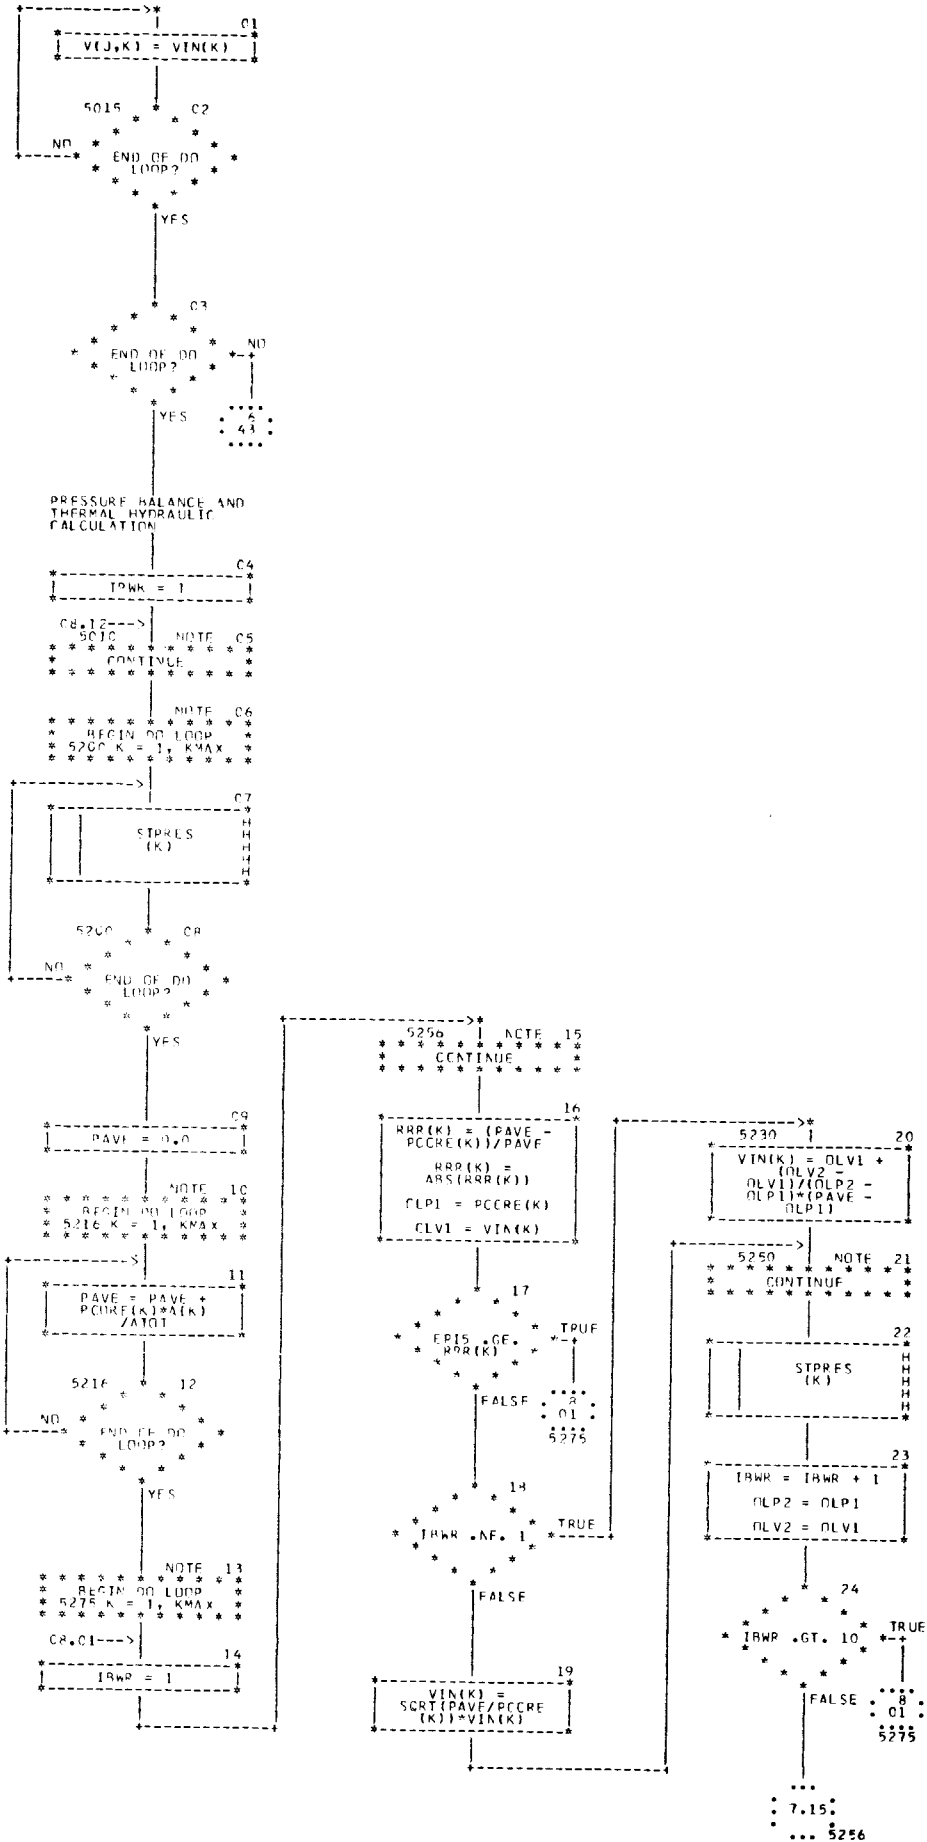 01
V(J,K) = VIN(K)
5015 02
NO
END OF DO
LOOP?
YES
03
NO
END OF DO
LOOP?
YES
6
43
PRESSURE BALANCE AND
THERMAL HYDRAULIC
CALCULATION
04
IBWR = 1
08.12--->
5010 NOTE 05
CONTINUE
NOTE 06
BEGIN DO LOOP
5200 K = 1, KMAX
07
STPRES
(K)
H
H
H
H
H
5200 08
NO
END OF DO
LOOP?
YES
09
PAVE = 0.0
NOTE 10
BEGIN DO LOOP
5216 K = 1, KMAX
11
PAVE = PAVE +
PCORE(K)*A(K)
/ATOT
5216 12
NO
END OF DO
LOOP?
YES
NOTE 13
BEGIN DO LOOP
5275 K = 1, KMAX
08.01--->
14
IBWR = 1
5256 NOTE 15
CONTINUE
16
RRR(K) = (PAVE -
PCORE(K))/PAVE
RRR(K) =
ABS(RRR(K))
OLP1 = PCORE(K)
OLV1 = VIN(K)
17
TRUE
EPI5 .GE.
RRR(K)
FALSE
8
01
5275
18
TRUE
IBWR .NE. 1
FALSE
19
VIN(K) =
SQRT(PAVE/PCORE
(K))*VIN(K)
5230 20
VIN(K) = OLV1 +
(OLV2 -
OLV1)/(OLP2 -
OLP1)*(PAVE -
OLP1)
5250 NOTE 21
CONTINUE
22
STPRES
(K)
H
H
H
H
H
23
IBWR = IBWR + 1
OLP2 = OLP1
OLV2 = OLV1
24
TRUE
IBWR .GT. 10
FALSE
8
01
5275
7.15
5256